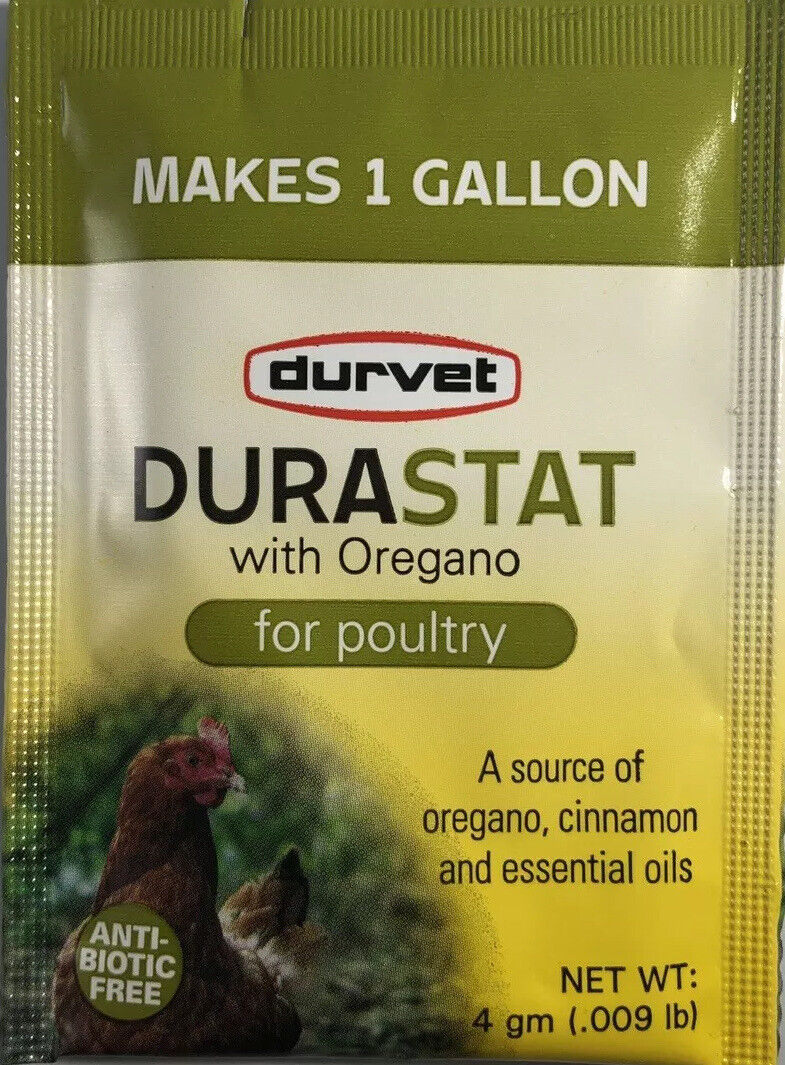 MAKES 1 GALLON
durvet
DURASTAT
with Oregano
for poultry
A source of
oregano, cinnamon
and essential oils
ANTI-
BIOTIC
FREE
NET WT:
4 gm (.009 lb)